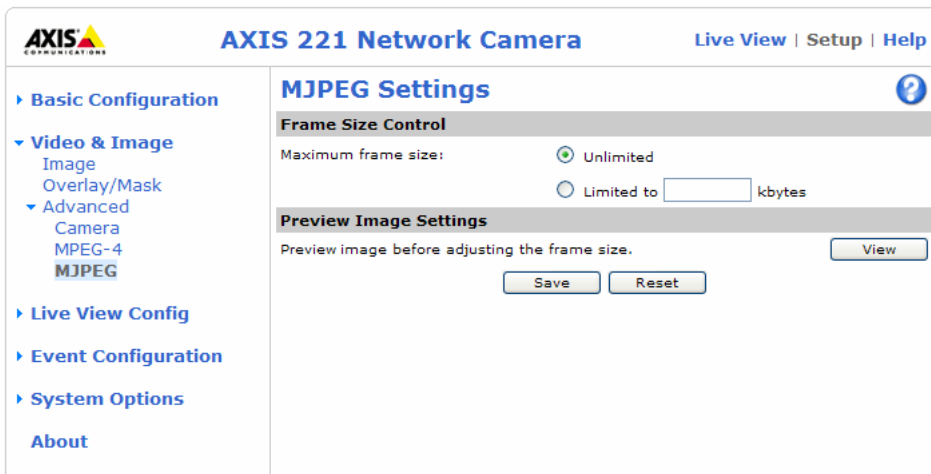 AXIS
COMMUNICATIONS
AXIS 221 Network Camera
Live View | Setup | Help
Basic Configuration
Video & Image
Image
Overlay/Mask
Advanced
Camera
MPEG-4
MJPEG
Live View Config
Event Configuration
System Options
About
MJPEG Settings
?
Frame Size Control
Maximum frame size:
Unlimited
Limited to kbytes
Preview Image Settings
Preview image before adjusting the frame size.
View
Save
Reset